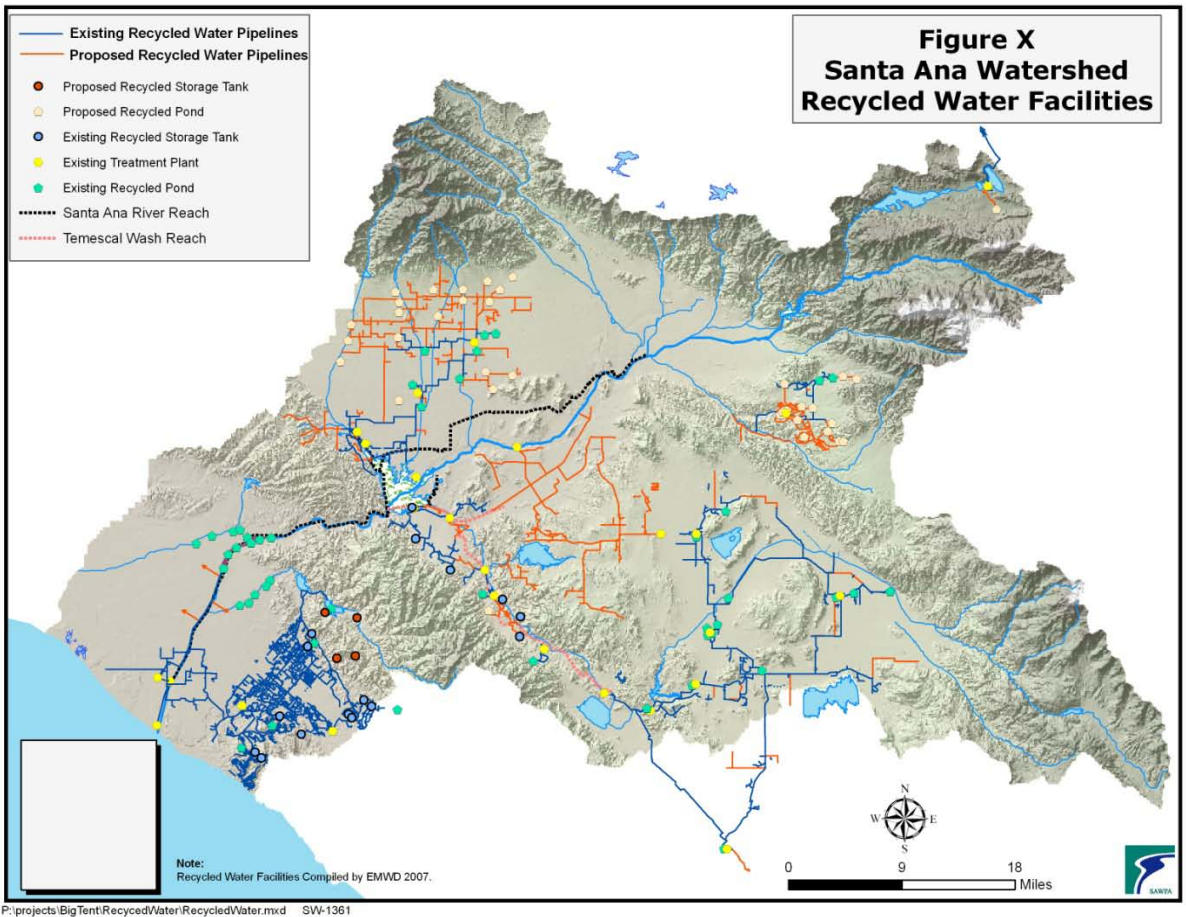 Existing Recycled Water Pipelines
Proposed Recycled Water Pipelines
Proposed Recycled Storage Tank
Proposed Recycled Pond
Existing Recycled Storage Tank
Existing Treatment Plant
Existing Recycled Pond
Santa Ana River Reach
Temescal Wash Reach
Figure X
Santa Ana Watershed
Recycled Water Facilities
N
W E
S
0 9 18
Miles
SAWPA
Note:
Recycled Water Facilities Compiled by EMWD 2007.
P:\projects\BigTent\RecycedWater\RecycledWater.mxd SW-1361